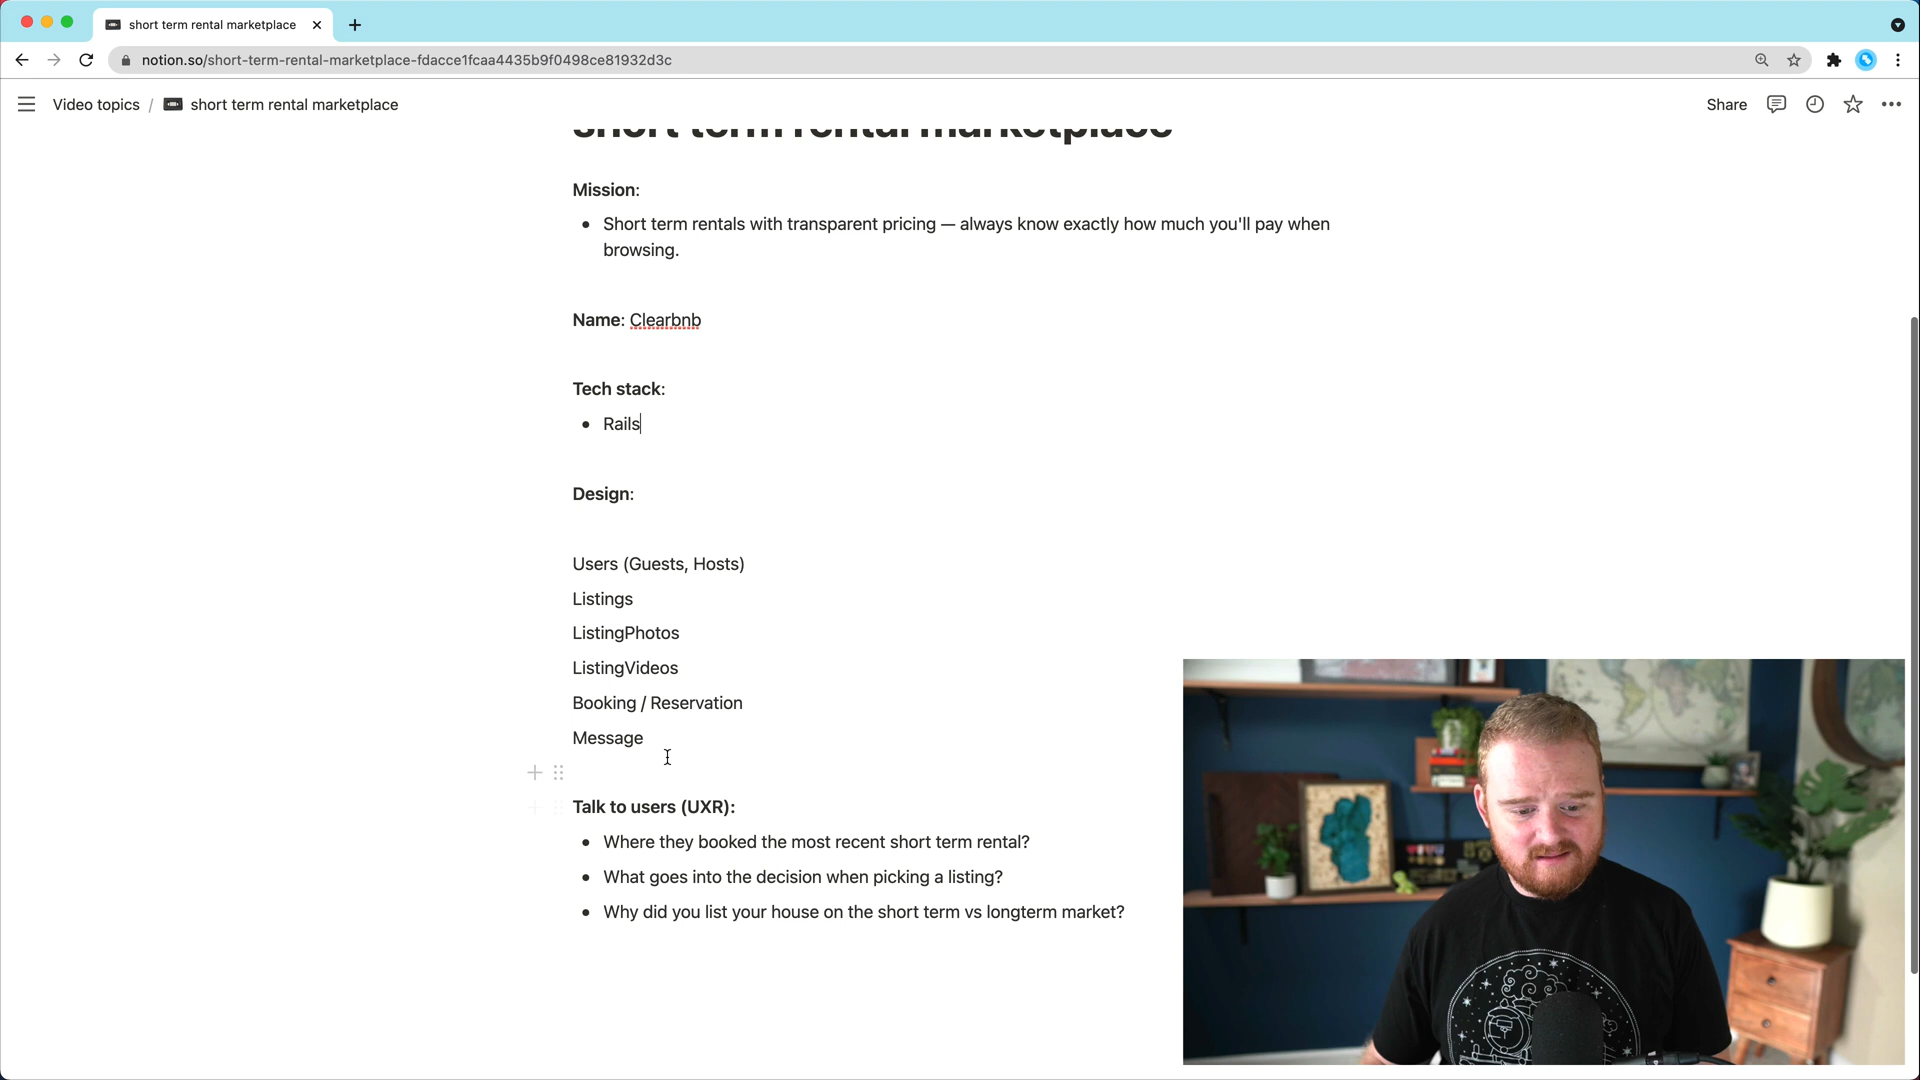 short term rental marketplace
notion.so/short-term-rental-marketplace-fdacce1fcaa4435b9f0498ce81932d3c
Video topics / short term rental marketplace
Share
short term rental marketplace
Mission:
Short term rentals with transparent pricing — always know exactly how much you'll pay when
browsing.
Name: Clearbnb
Tech stack:
Rails
Design:
Users (Guests, Hosts)
Listings
ListingPhotos
ListingVideos
Booking / Reservation
Message
Talk to users (UXR):
Where they booked the most recent short term rental?
What goes into the decision when picking a listing?
Why did you list your house on the short term vs longterm market?